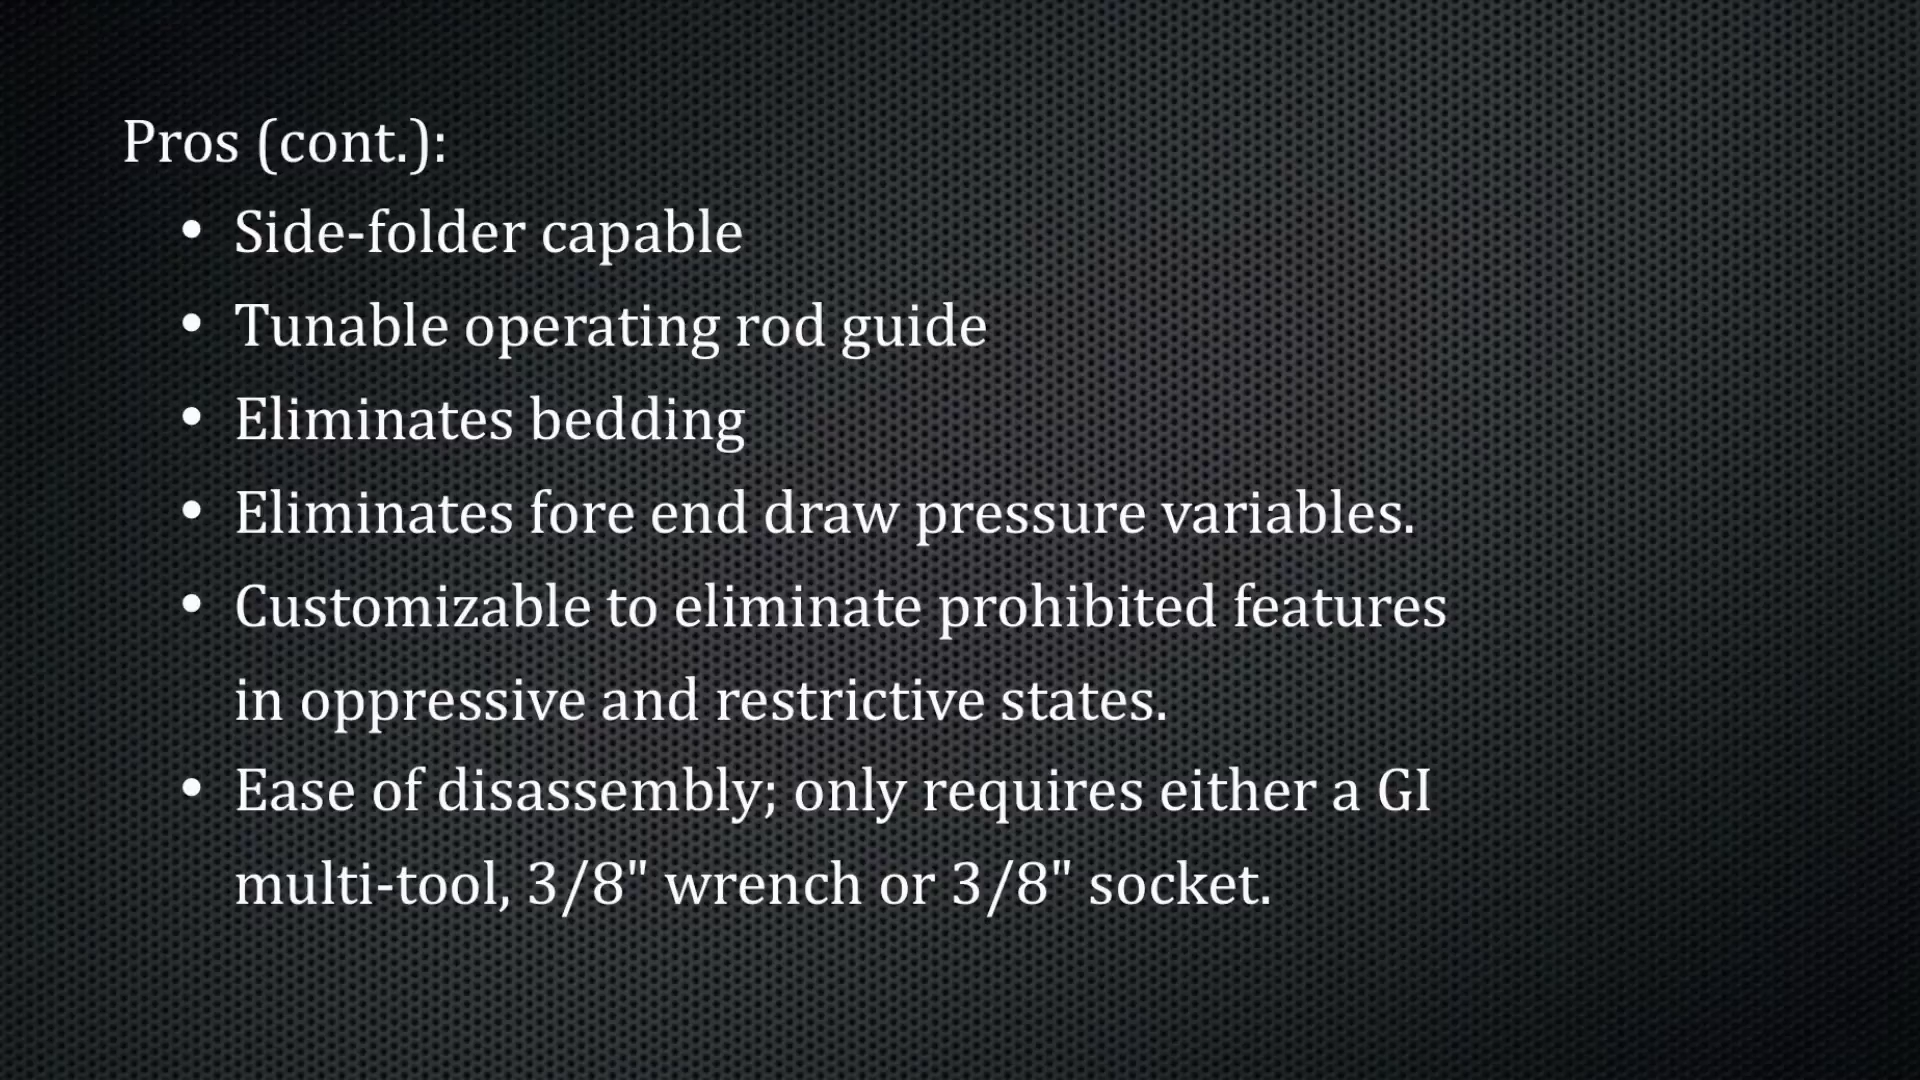 Pros (cont.):
• Side-folder capable
• Tunable operating rod guide
• Eliminates bedding
• Eliminates fore end draw pressure variables.
• Customizable to eliminate prohibited features
in oppressive and restrictive states.
• Ease of disassembly; only requires either a GI
multi-tool, 3/8" wrench or 3/8" socket.